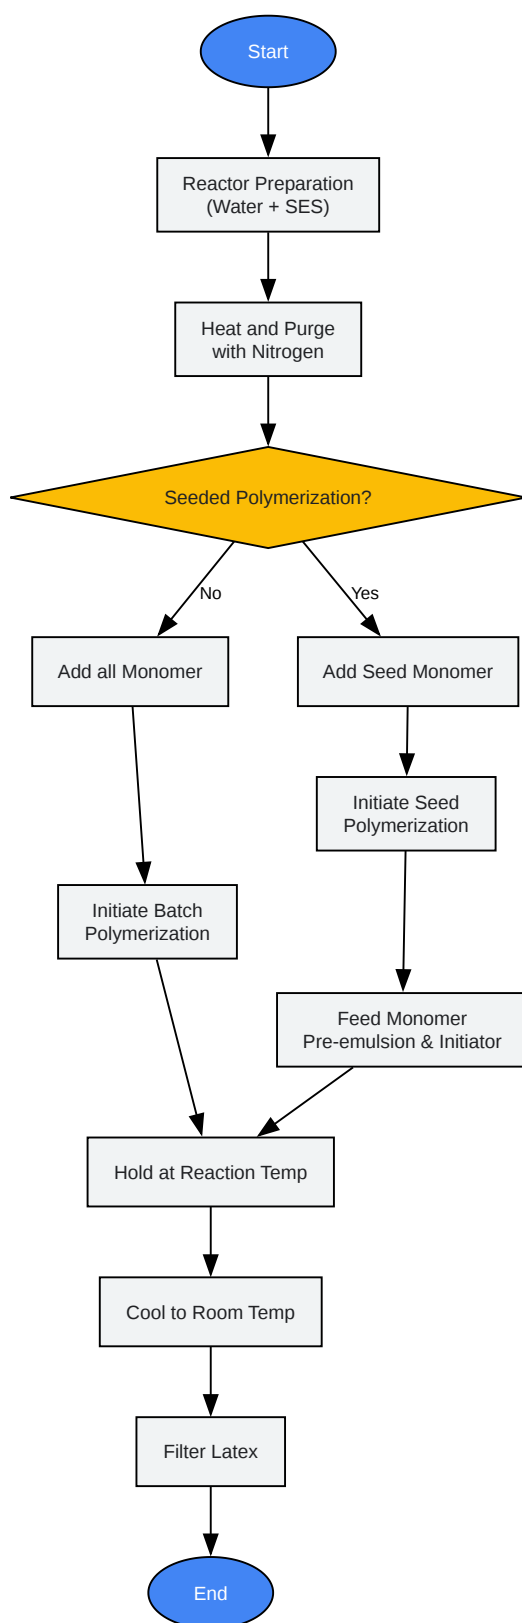 Start
Reactor Preparation
(Water + SES)
Heat and Purge
with Nitrogen
Seeded Polymerization?
No
Yes
Add all Monomer
Add Seed Monomer
Initiate Seed
Polymerization
Initiate Batch
Polymerization
Feed Monomer
Pre-emulsion & Initiator
Hold at Reaction Temp
Cool to Room Temp
Filter Latex
End